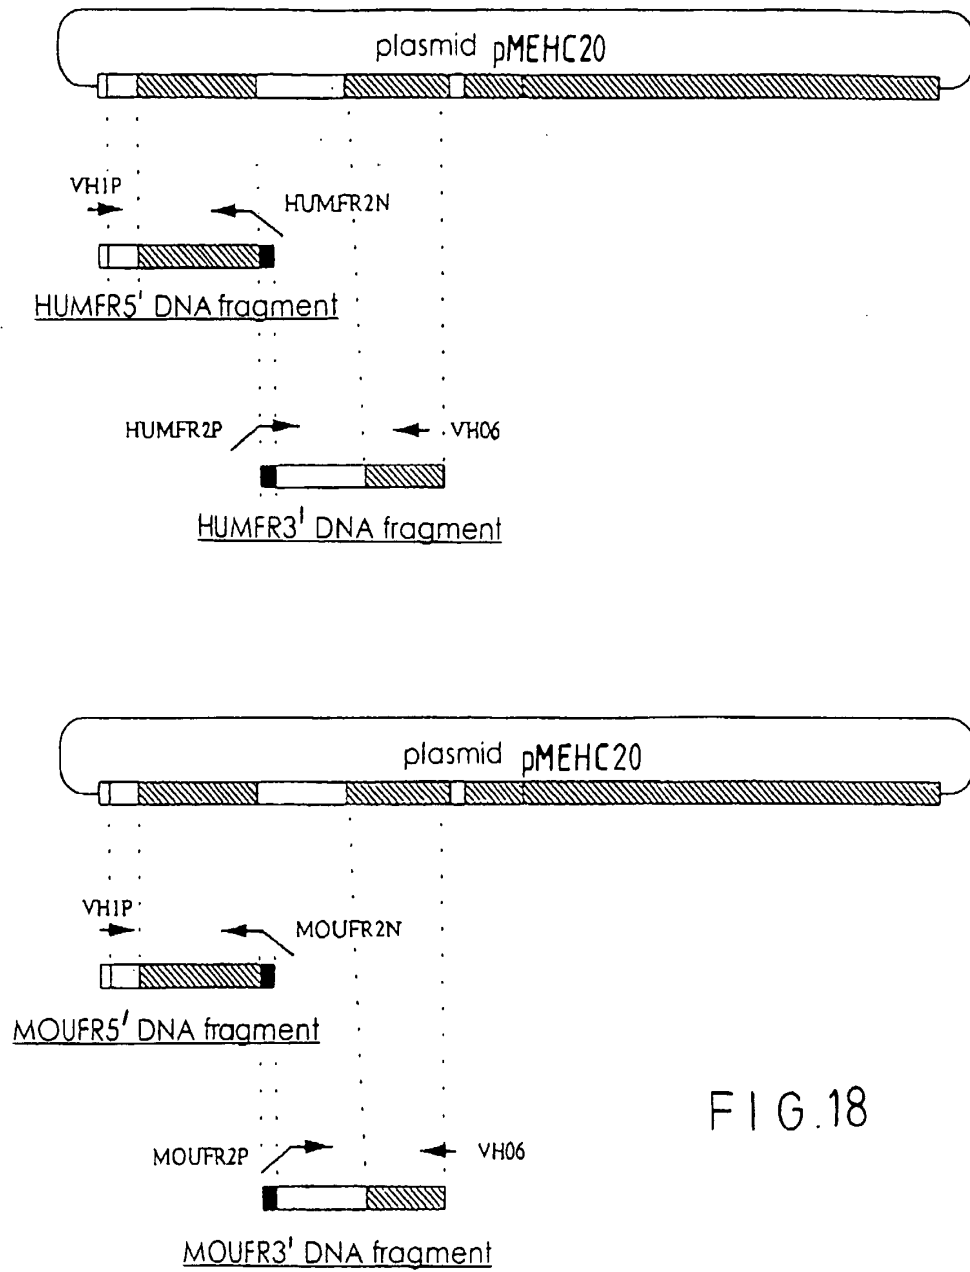 plasmid pMEHC20
VH1P
HUMFR2N
HUMFR5' DNA fragment
HUMFR2P
VH06
HUMFR3' DNA fragment
plasmid pMEHC20
VH1P
MOUFR2N
MOUFR5' DNA fragment
FIG.18
MOUFR2P
VH06
MOUFR3' DNA fragment